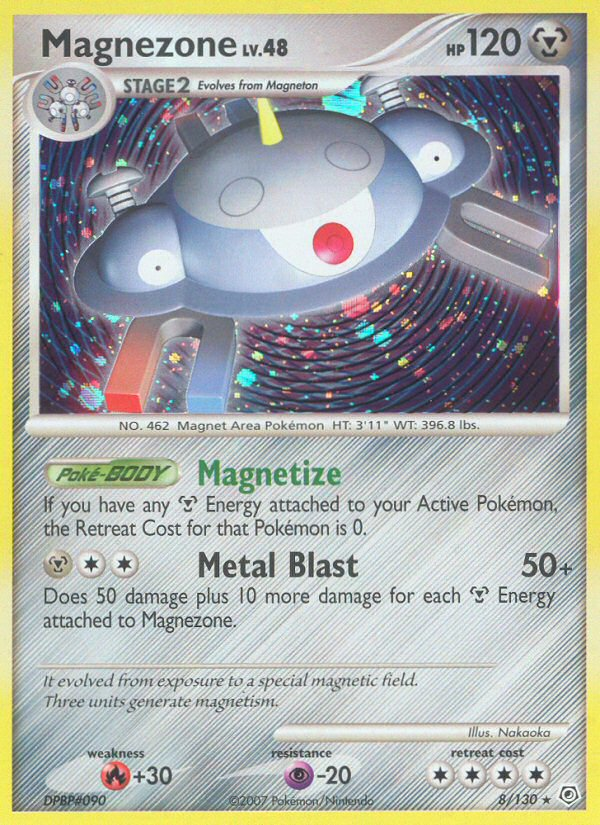 Magnezone LV.48 HP 120
STAGE2 Evolves from Magneton
NO. 462 Magnet Area Pokémon HT: 3'11" WT: 396.8 lbs.
Poké-BODY Magnetize
If you have any Energy attached to your Active Pokémon,
the Retreat Cost for that Pokémon is 0.
Metal Blast 50+
Does 50 damage plus 10 more damage for each Energy
attached to Magnezone.
It evolved from exposure to a special magnetic field.
Three units generate magnetism.
Illus. Nakaoka
weakness resistance retreat cost
+30 -20
DPBP#090 ©2007 Pokémon/Nintendo 8/130 ★